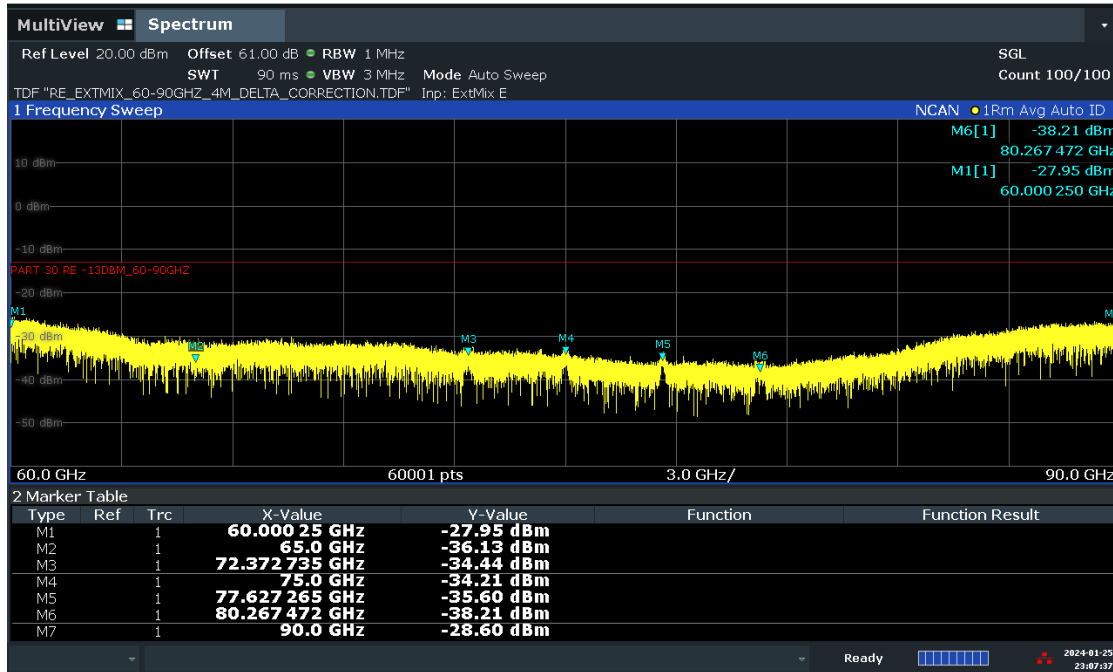 MultiView Spectrum
Ref Level 20.00 dBm Offset 61.00 dB RBW 1 MHz SGL
SWT 90 ms VBW 3 MHz Mode Auto Sweep Count 100/100
TDF "RE_EXTMIX_60-90GHZ_4M_DELTA_CORRECTION.TDF" Inp: ExtMix E
1 Frequency Sweep NCAN 1Rm Avg Auto ID
M6[1] -38.21 dBm
80.267 472 GHz
M1[1] -27.95 dBm
60.000 250 GHz
10 dBm
0 dBm
-10 dBm
PART 30 RE -13DBM_60-90GHZ
-20 dBm
M1 M
-30 dBm M2 M3 M4 M5 M6
-40 dBm
-50 dBm
60.0 GHz 60001 pts 3.0 GHz/ 90.0 GHz
2 Marker Table
Type Ref Trc X-Value Y-Value Function Function Result
M1 1 60.000 25 GHz -27.95 dBm
M2 1 65.0 GHz -36.13 dBm
M3 1 72.372 735 GHz -34.44 dBm
M4 1 75.0 GHz -34.21 dBm
M5 1 77.627 265 GHz -35.60 dBm
M6 1 80.267 472 GHz -38.21 dBm
M7 1 90.0 GHz -28.60 dBm
Ready 2024-01-25
23:07:37